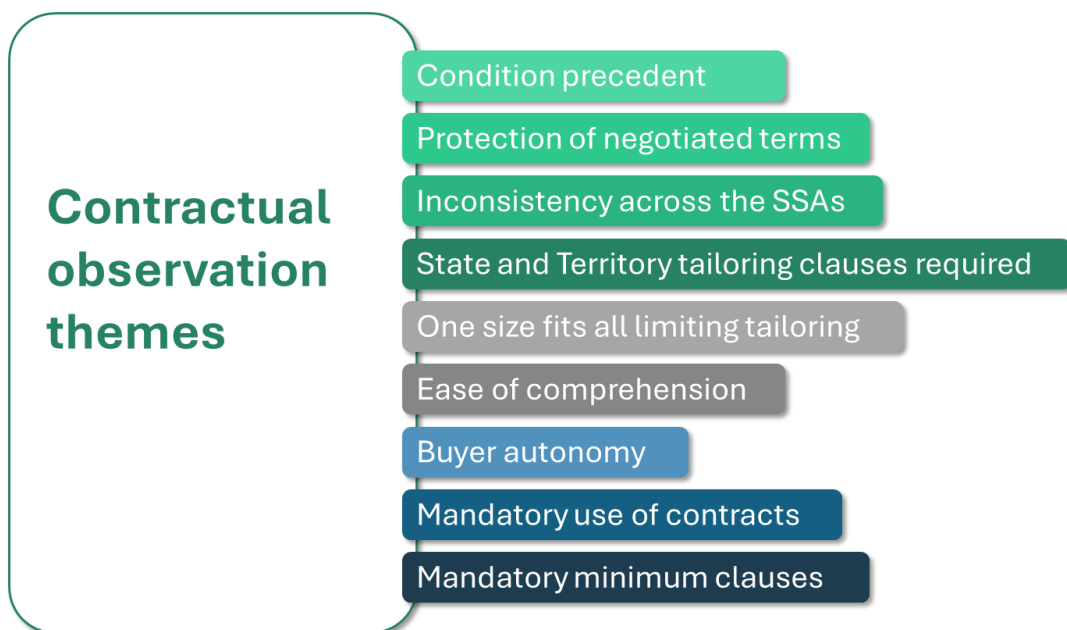 Contractual
observation
themes
Condition precedent
Protection of negotiated terms
Inconsistency across the SSAs
State and Territory tailoring clauses required
One size fits all limiting tailoring
Ease of comprehension
Buyer autonomy
Mandatory use of contracts
Mandatory minimum clauses